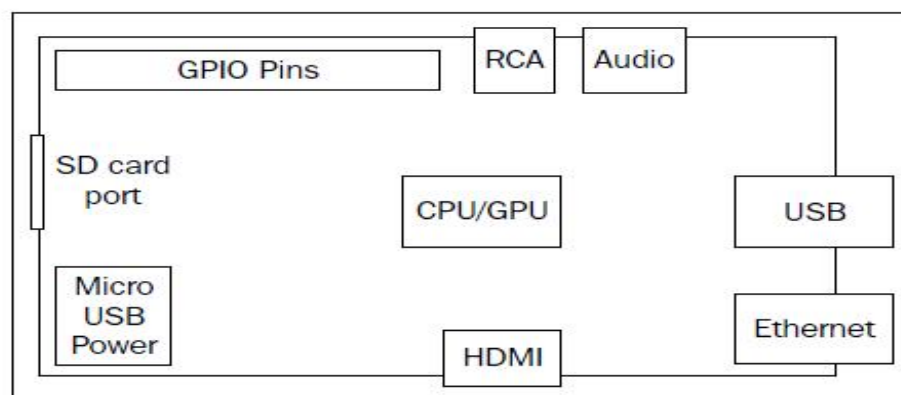 GPIO Pins
RCA
Audio
SD card
port
CPU/GPU
USB
Micro
USB
Power
HDMI
Ethernet